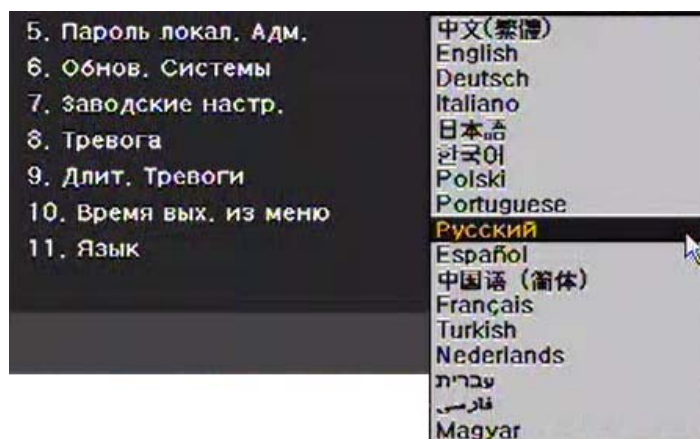 5. Пароль локал. Адм.
6. Обнов. Системы
7. Заводские настр.
8. Тревога
9. Длит. Тревоги
10. Время вых. из меню
11. Язык
中文(繁體)
English
Deutsch
Italiano
日本語
한국어
Polski
Portuguese
Русский
Español
中国语 (简体)
Français
Turkish
Nederlands
עברית
فارسی
Magyar